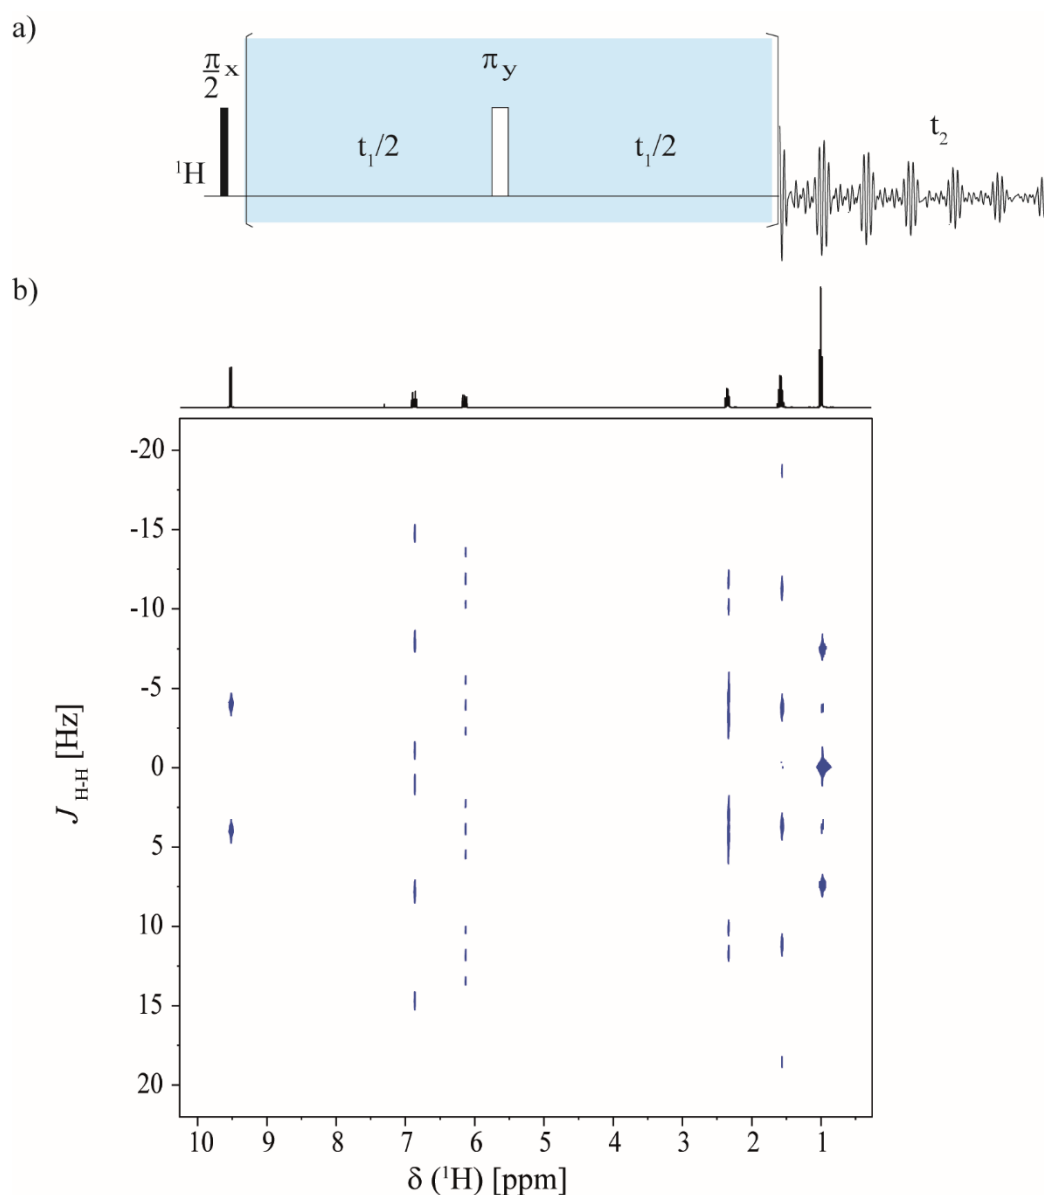 a)
π/2 x
π y
t1/2
t1/2
t2
1H
b)
-20
-15
-10
-5
0
5
10
15
20
J H-H [Hz]
10 9 8 7 6 5 4 3 2 1
δ (1H) [ppm]